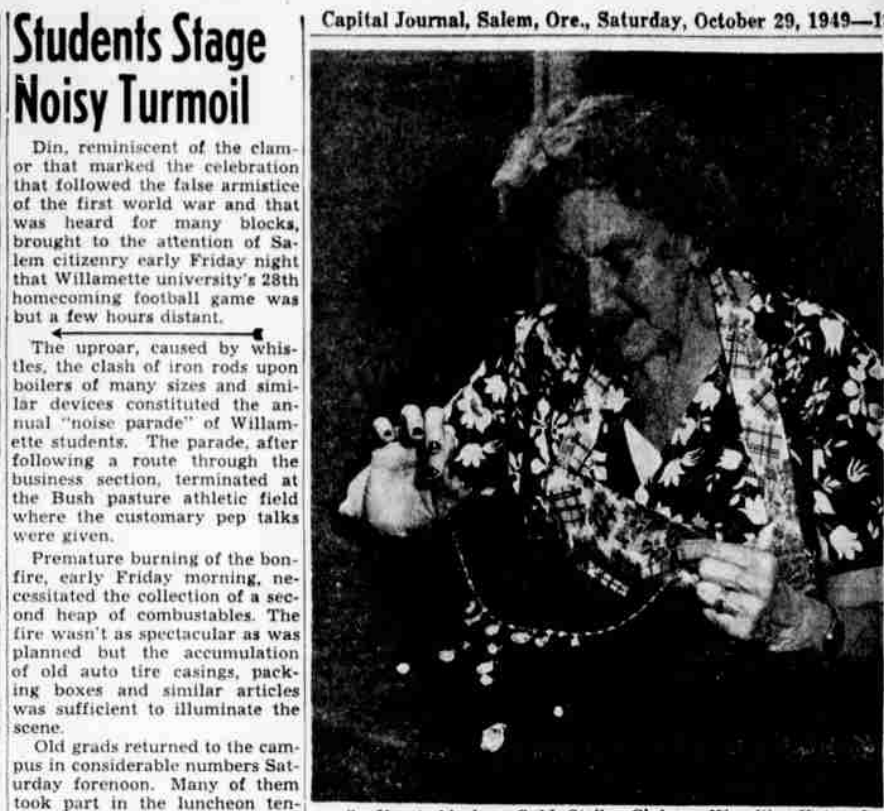 Students Stage
Noisy Turmoil
Din, reminiscent of the clam-
or that marked the celebration
that followed the false armistice
of the first world war and that
was heard for many blocks,
brought to the attention of Sa-
lem citizenry early Friday night
that Willamette university's 28th
homecoming football game was
but a few hours distant.
The uproar, caused by whis-
tles, the clash of iron rods upon
boilers of many sizes and simi-
lar devices constituted the an-
nual "noise parade" of Willam-
ette students. The parade, after
following a route through the
business section, terminated at
the Bush pasture athletic field
where the customary pep talks
were given.
Premature burning of the bon-
fire, early Friday morning, ne-
cessitated the collection of a sec-
ond heap of combustables. The
fire wasn't as spectacular as was
planned but the accumulation
of old auto tire casings, pack-
ing boxes and similar articles
was sufficient to illuminate the
scene.
Old grads returned to the cam-
pus in considerable numbers Sat-
urday forenoon. Many of them
took part in the luncheon ten-
Capital Journal, Salem, Ore., Saturday, October 29, 1949—1